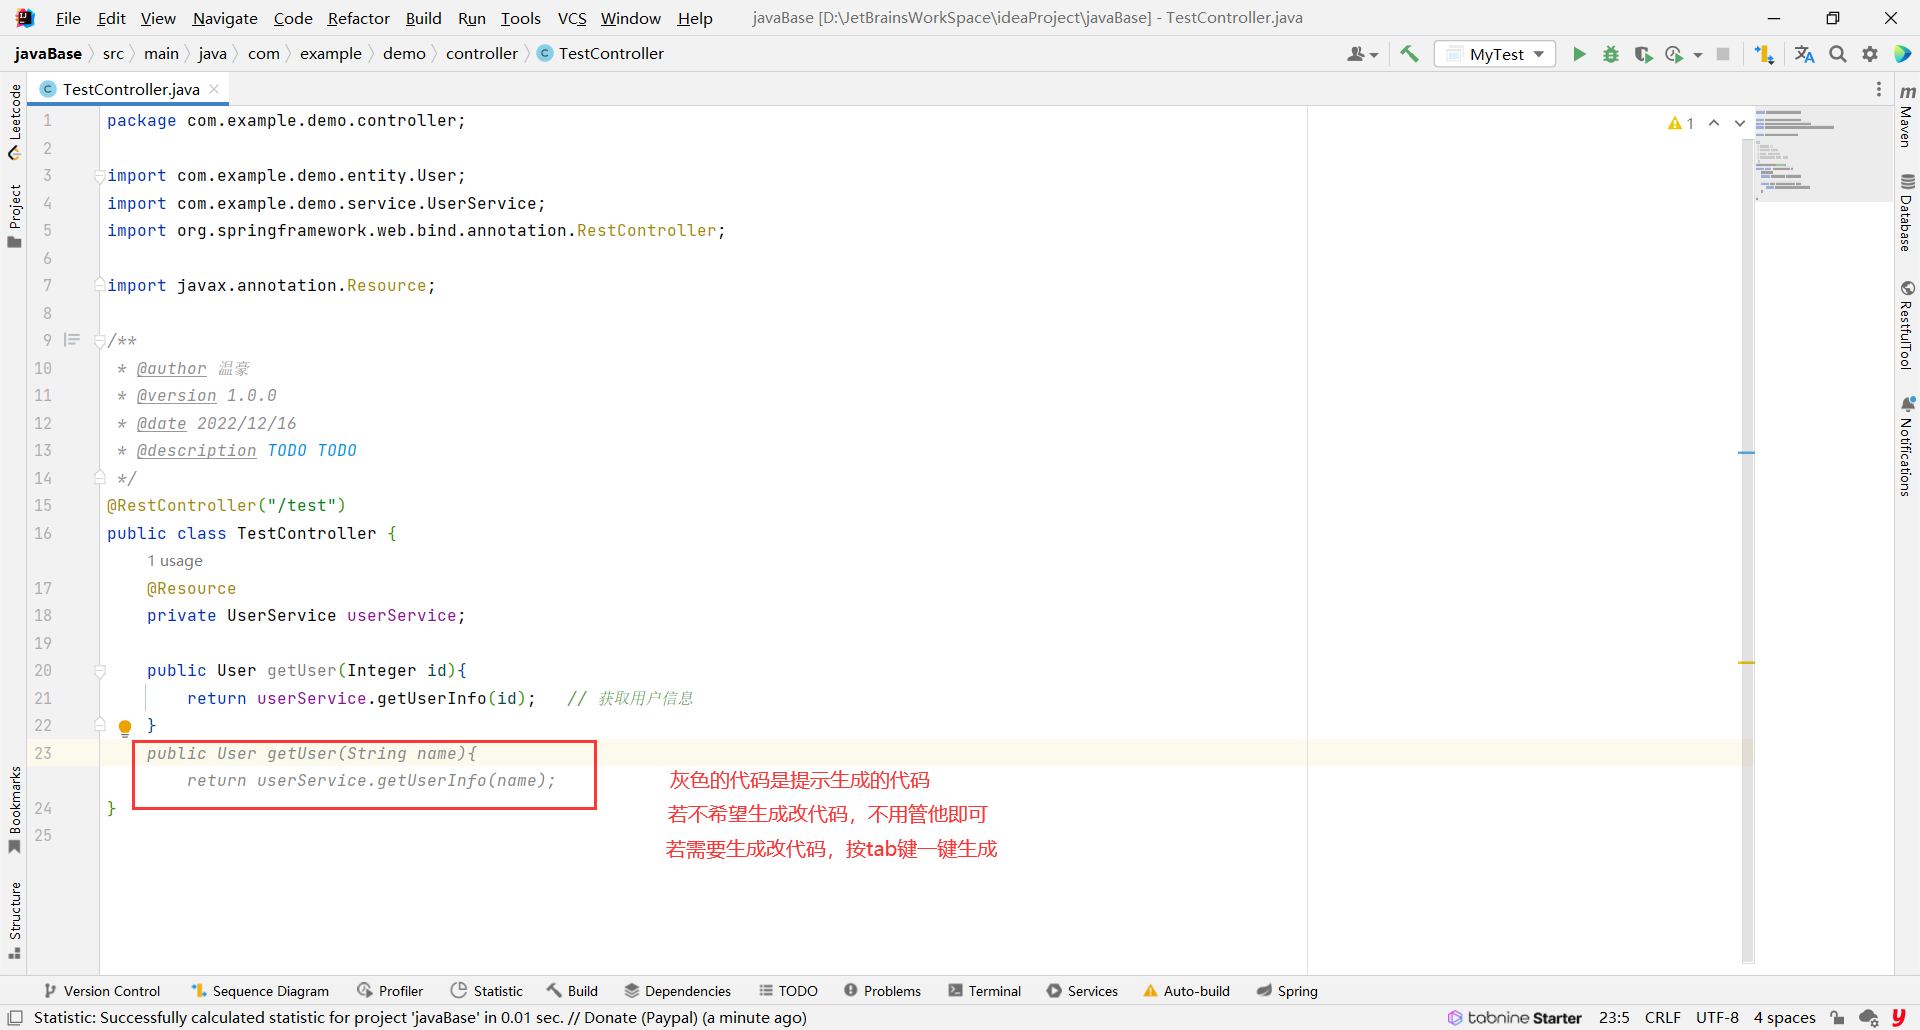 File Edit View Navigate Code Refactor Build Run Tools VCS Window Help javaBase [D:\JetBrainsWorkSpace\ideaProject\javaBase] - TestController.java
javaBase src main java com example demo controller TestController MyTest
TestController.java
Leetcode
Project
Bookmarks
Structure
1 package com.example.demo.controller;
2
3 import com.example.demo.entity.User;
4 import com.example.demo.service.UserService;
5 import org.springframework.web.bind.annotation.RestController;
6
7 import javax.annotation.Resource;
8
9 /**
10 * @author 温豪
11 * @version 1.0.0
12 * @date 2022/12/16
13 * @description TODO TODO
14 */
15 @RestController("/test")
16 public class TestController {
1 usage
17 @Resource
18 private UserService userService;
19
20 public User getUser(Integer id){
21 return userService.getUserInfo(id); // 获取用户信息
22 }
23 public User getUser(String name){
return userService.getUserInfo(name);
24 }
25
灰色的代码是提示生成的代码
若不希望生成改代码，不用管他即可
若需要生成改代码，按tab键一键生成
1
Maven
Database
RestfulTool
Notifications
Version Control Sequence Diagram Profiler Statistic Build Dependencies TODO Problems Terminal Services Auto-build Spring
Statistic: Successfully calculated statistic for project 'javaBase' in 0.01 sec. // Donate (Paypal) (a minute ago) tabnine Starter 23:5 CRLF UTF-8 4 spaces